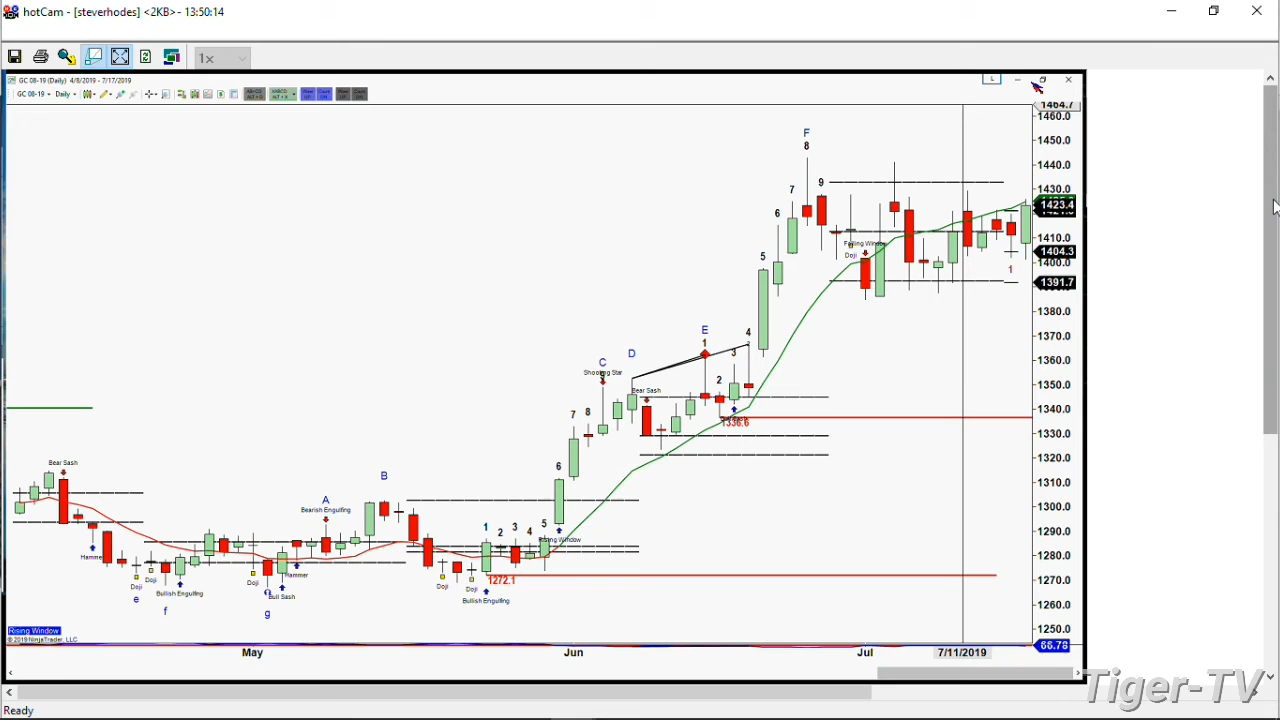 hotCam - [steverhodes] <2KB> - 13:50:14
1x
GC 08-19 (Daily) 4/8/2019 - 7/17/2019
L
GC 08-19
Daily
1464.7
1460.0
1450.0
1440.0
1430.0
1423.4
1410.0
1404.3
1400.0
1391.7
1380.0
1370.0
1360.0
1350.0
1340.0
1330.0
1320.0
1310.0
1300.0
1290.0
1280.0
1270.0
1260.0
1250.0
66.78
F
8
7
9
6
5
Falling Window
Doji
1
E
1
4
3
2
D
C
Shooting Star
Bear Sash
1336.6
7
8
6
5
Rising Window
1
2
3
4
1272.1
Bullish Engulfing
Doji
Doji
B
A
Bearish Engulfing
Bear Sash
Hammer
Doji
Doji
e
f
Bullish Engulfing
Doji
Hammer
Bull Sash
g
Rising Window
© 2019 NinjaTrader, LLC
May
Jun
Jul
7/11/2019
Tiger-TV
Ready